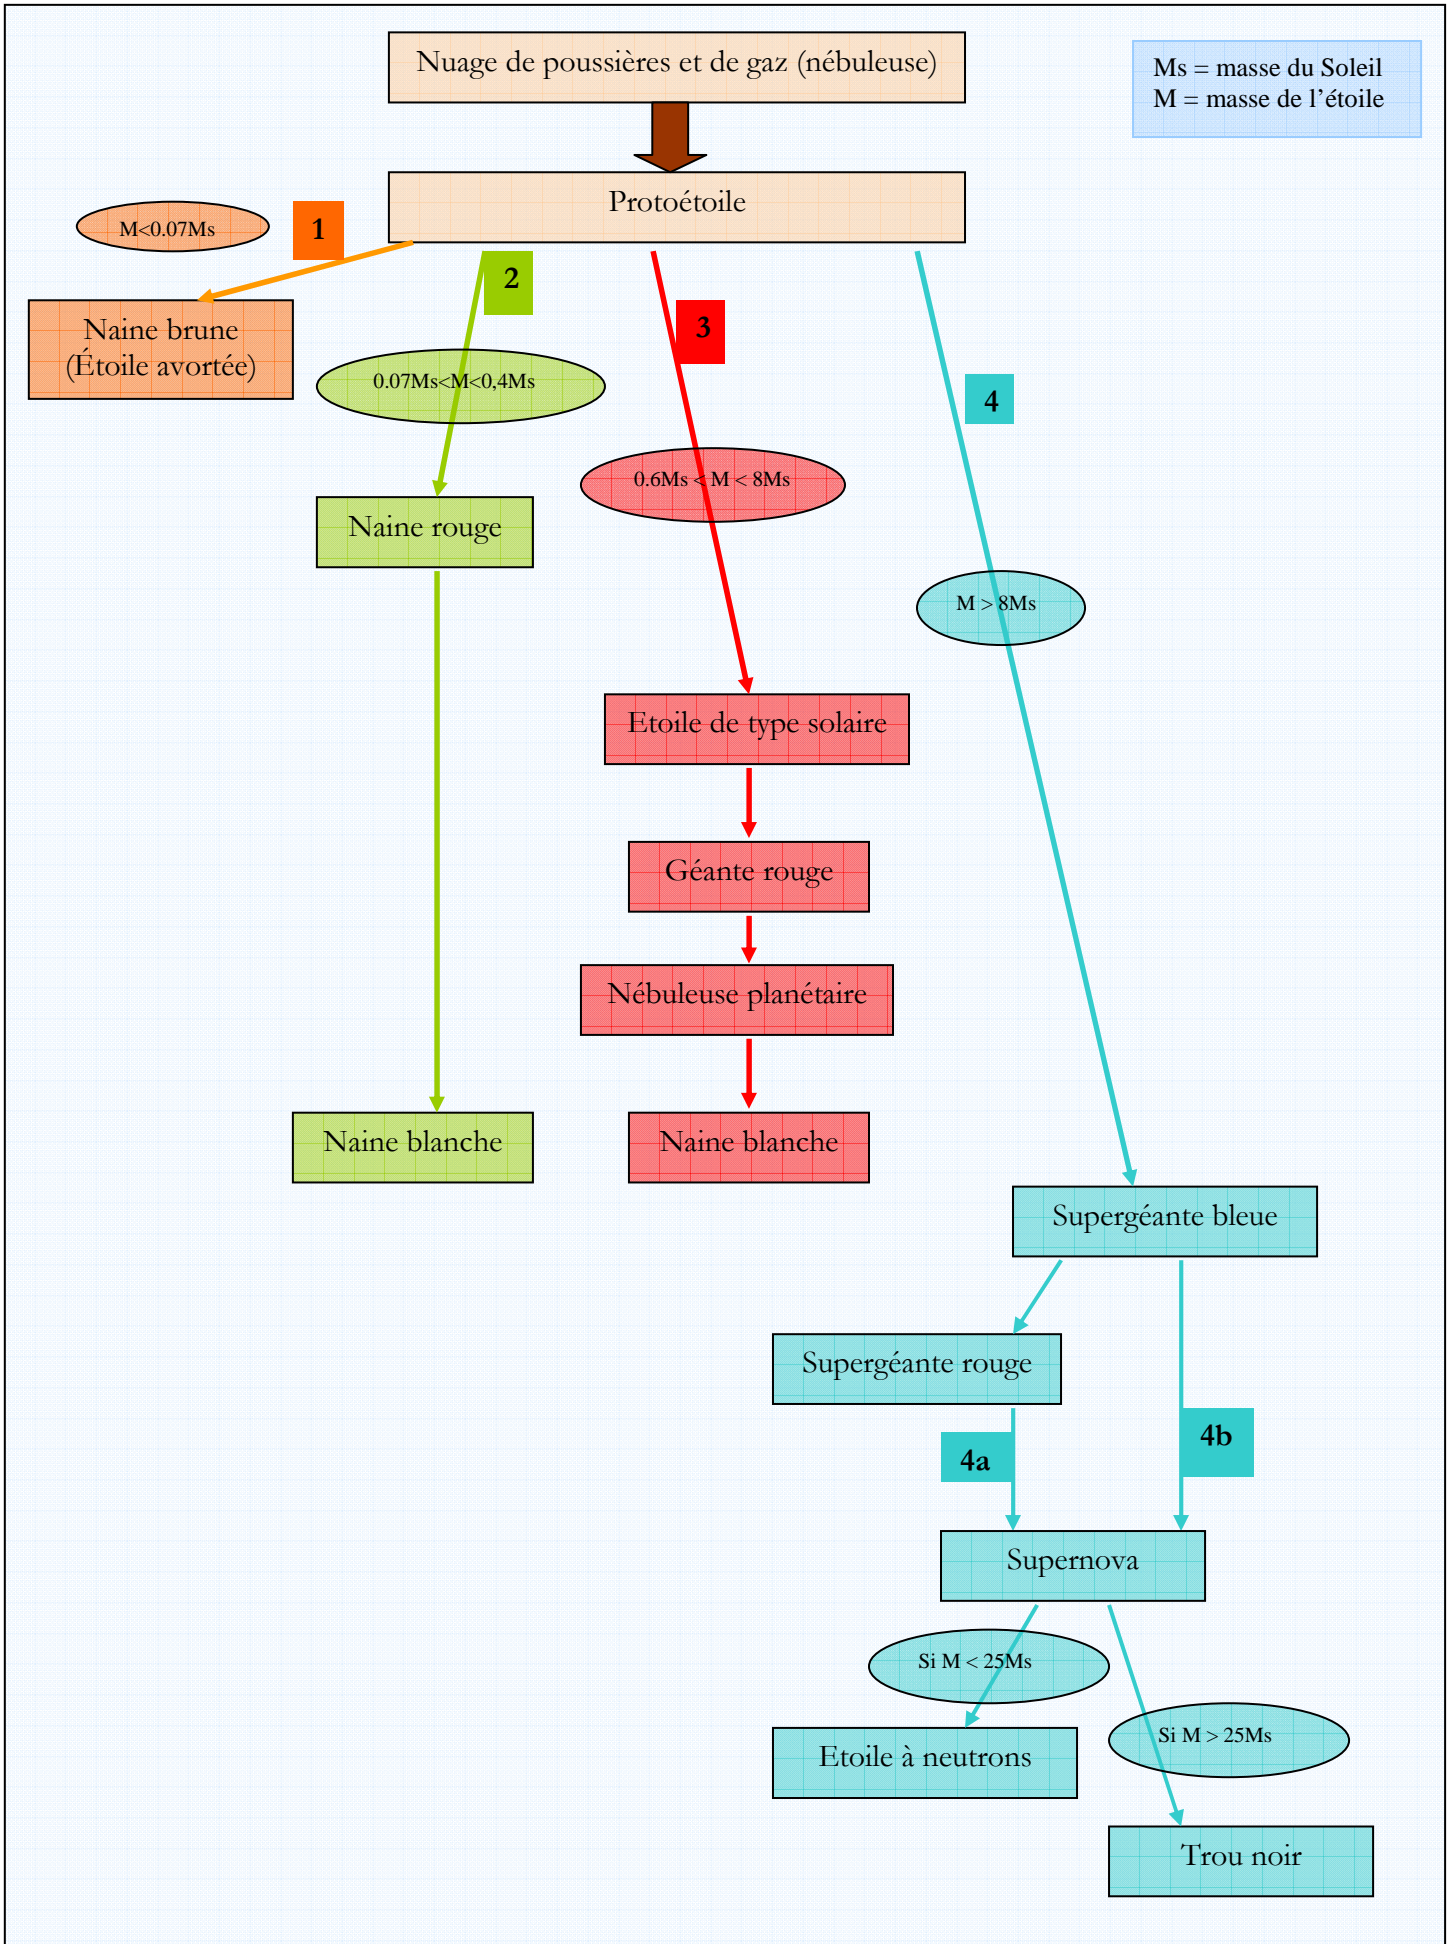 Nuage de poussières et de gaz (nébuleuse)
Ms = masse du Soleil
M = masse de l'étoile
Protoétoile
M<0.07Ms
1
2
3
4
Naine brune
(Étoile avortée)
0.07Ms<M<0,4Ms
0.6Ms < M < 8Ms
Naine rouge
M > 8Ms
Etoile de type solaire
Géante rouge
Nébuleuse planétaire
Naine blanche
Naine blanche
Supergéante bleue
Supergéante rouge
4a
4b
Supernova
Si M < 25Ms
Si M > 25Ms
Etoile à neutrons
Trou noir